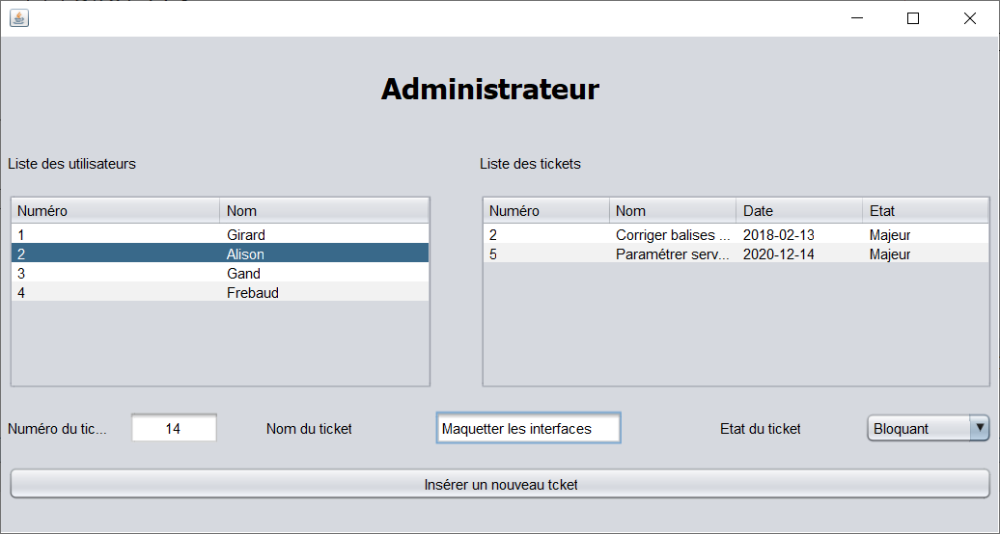 Administrateur
Liste des utilisateurs
Liste des tickets
Numéro Nom
1 Girard
2 Alison
3 Gand
4 Frebaud
Numéro Nom Date Etat
2 Corriger balises ... 2018-02-13 Majeur
5 Paramétrer serv... 2020-12-14 Majeur
Numéro du tic... 14 Nom du ticket Maquetter les interfaces Etat du ticket Bloquant
Insérer un nouveau tcket